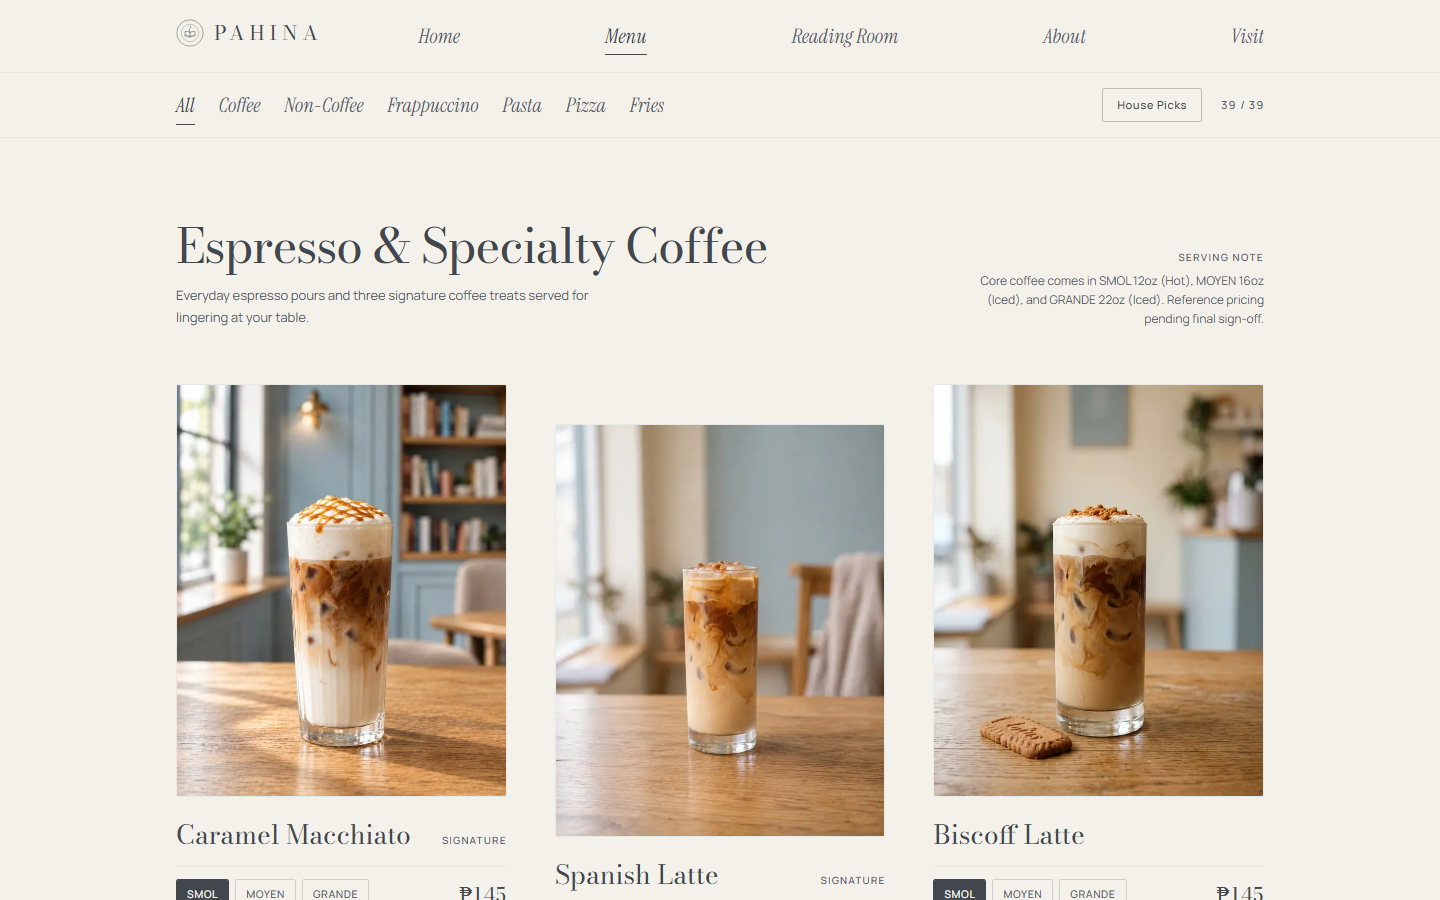 PAHINA
Home
Menu
Reading Room
About
Visit
All
Coffee
Non-Coffee
Frappuccino
Pasta
Pizza
Fries
House Picks
39 / 39
Espresso & Specialty Coffee
Everyday espresso pours and three signature coffee treats served for
lingering at your table.
SERVING NOTE
Core coffee comes in SMOL 12oz (Hot), MOYEN 16oz
(Iced), and GRANDE 22oz (Iced). Reference pricing
pending final sign-off.
Caramel Macchiato
SIGNATURE
SMOL
MOYEN
GRANDE
₱145
Spanish Latte
SIGNATURE
Biscoff Latte
SMOL
MOYEN
GRANDE
₱145